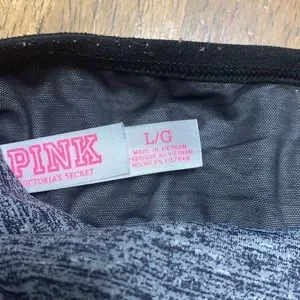 PINK
VICTORIA'S SECRET
L/G
MADE IN VIETNAM
FABRIQUÉ AU VIETNAM
HECHO EN VIETNAM